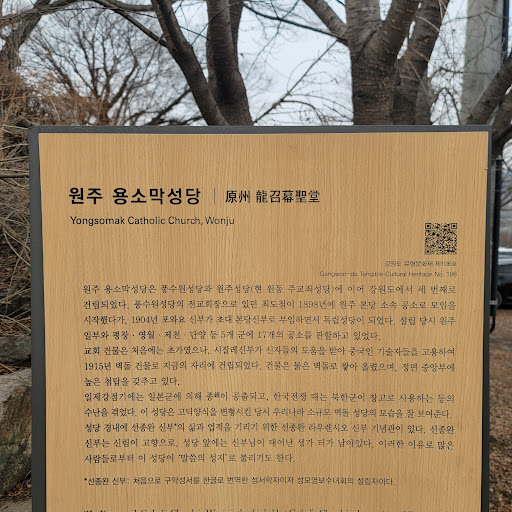 원주 용소막성당 | 原州 龍召幕聖堂
Yongsomak Catholic Church, Wonju
강원도 유형문화재 제106호
Gangwon-do Tangible Cultural Heritage No. 106
원주 용소막성당은 풍수원성당과 원주성당(현 원동 주교좌성당)에 이어 강원도에서 세 번째로
건립되었다. 풍수원성당의 전교회장으로 있던 최도철이 1898년에 원주 본당 소속 공소로 모임을
시작했다가, 1904년 포와요 신부가 초대 본당신부로 부임하면서 독립성당이 되었다. 설립 당시 원주
일부와 평창·영월·제천·단양 등 5개 군에 17개의 공소를 관할하고 있었다.
교회 건물은 처음에는 초가였으나, 시잘레신부가 신자들의 도움을 받아 중국인 기술자들을 고용하여
1915년 벽돌 건물로 지금의 자리에 건립되었다. 건물은 붉은 벽돌로 쌓아 올렸으며, 정면 중앙부에
높은 첨탑을 갖추고 있다.
일제강점기에는 일본군에 의해 종이 공출되고, 한국전쟁 때는 북한군이 창고로 사용하는 등의
수난을 겪었다. 이 성당은 고딕양식을 변형시킨 당시 우리나라 소규모 벽돌 성당의 모습을 잘 보여준다.
성당 경내에 선종완 신부*의 삶과 업적을 기리기 위한 선종완 라우렌시오 신부 기념관이 있다. 선종완
신부는 신림이 고향으로, 성당 앞에는 신부님이 태어난 생가 터가 남아있다. 이러한 이유로 많은
사람들로부터 이 성당이 '말씀의 성지'로 불리기도 한다.
*선종완 신부: 처음으로 구약성서를 한글로 번역한 성서학자이자 성모영보수녀회의 설립자이다.